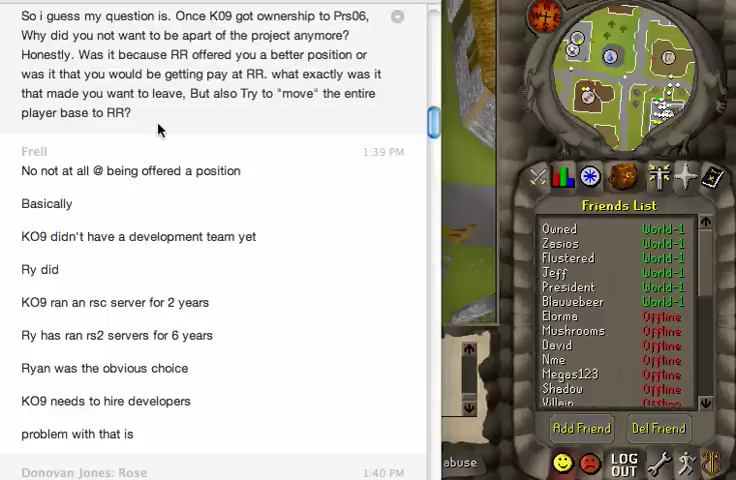 So i guess my question is. Once K09 got ownership to Prs06,
Why did you not want to be apart of the project anymore?
Honestly. Was it because RR offered you a better position or
was it that you would be getting pay at RR. what exactly was it
that made you want to leave, But also Try to "move" the entire
player base to RR?
Frell 1:39 PM
No not at all @ being offered a position
Basically
KO9 didn't have a development team yet
Ry did
KO9 ran an rsc server for 2 years
Ry has ran rs2 servers for 6 years
Ryan was the obvious choice
KO9 needs to hire developers
problem with that is
Donovan Jones: Rose 1:40 PM
Friends List
Owned World-1
Zasios World-1
Flustered World-1
Jeff World-1
President World-1
Blauwebeer World-1
Elorma Offline
Mushrooms Offline
David Offline
Nme Offline
Megas123 Offline
Shadow Offline
Villain Offline
Add Friend Del Friend
abuse
LOG
OUT